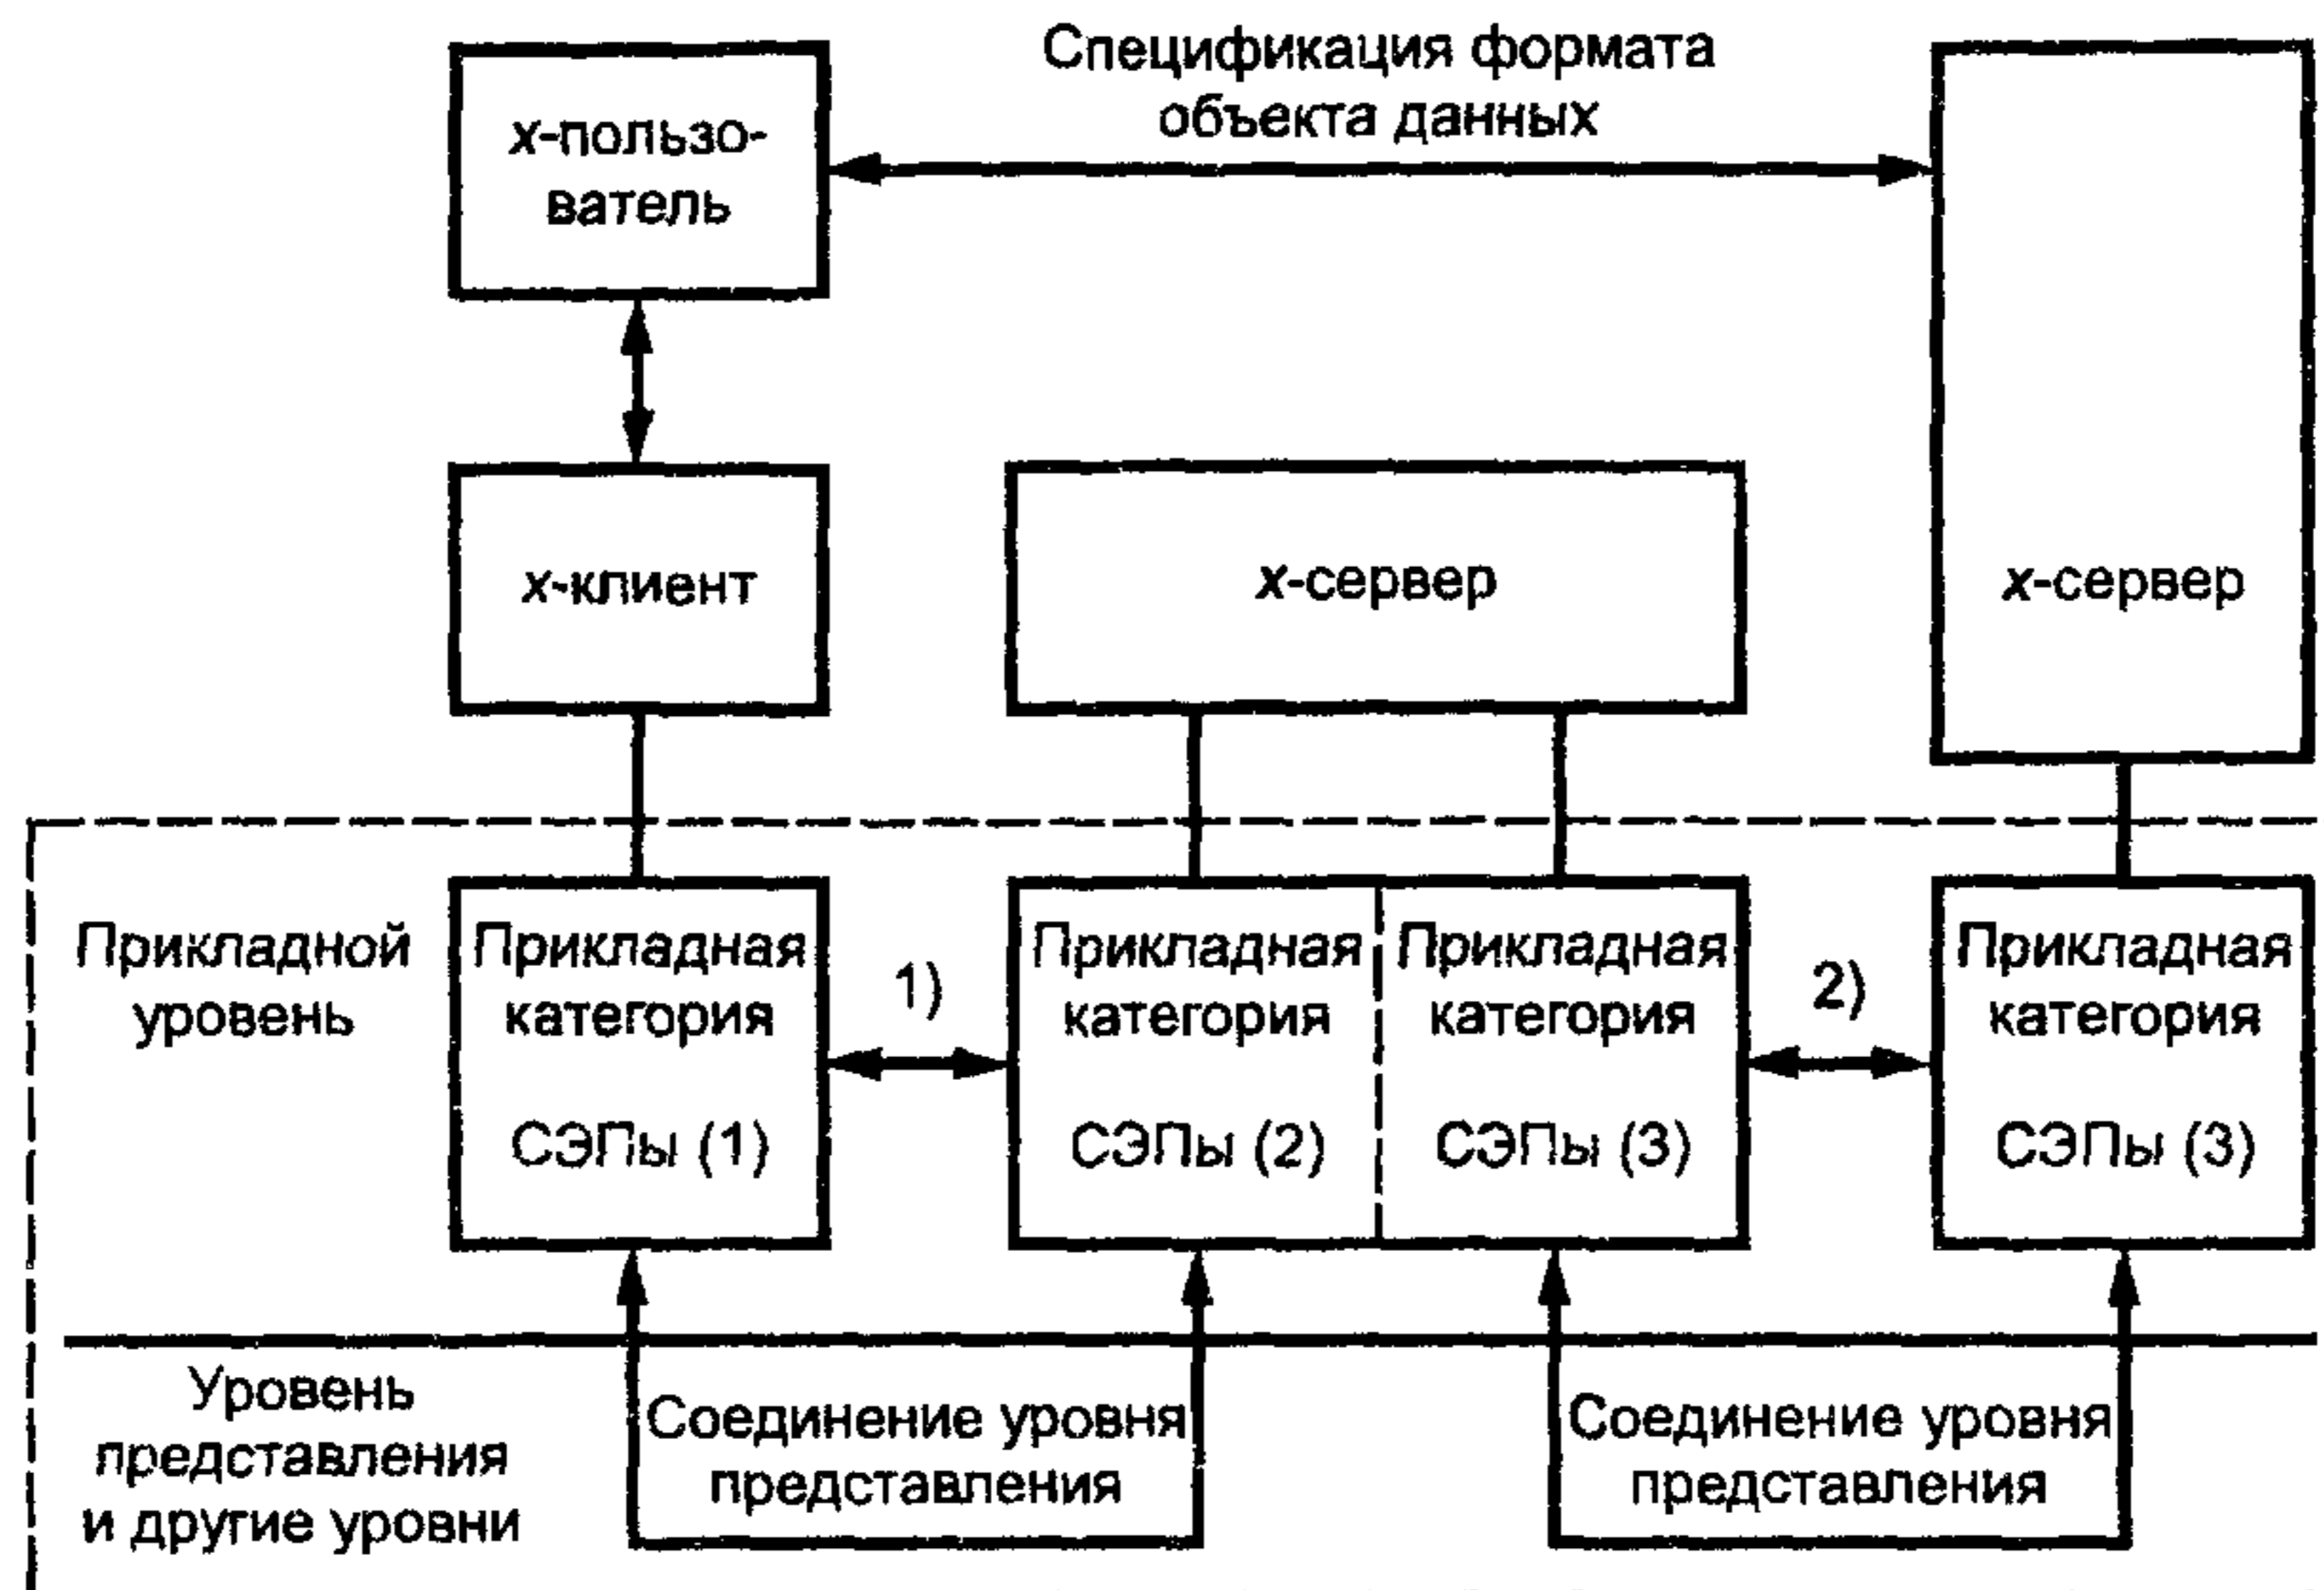 Спецификация формата
объекта данных
x-пользо-
ватель
x-клиент
x-сервер
x-сервер
Прикладной
уровень
Прикладная
категория
СЭПы (1)
1)
Прикладная
категория
СЭПы (2)
Прикладная
категория
СЭПы (3)
2)
Прикладная
категория
СЭПы (3)
Уровень
представления
и другие уровни
Соединение уровня
представления
Соединение уровня
представления